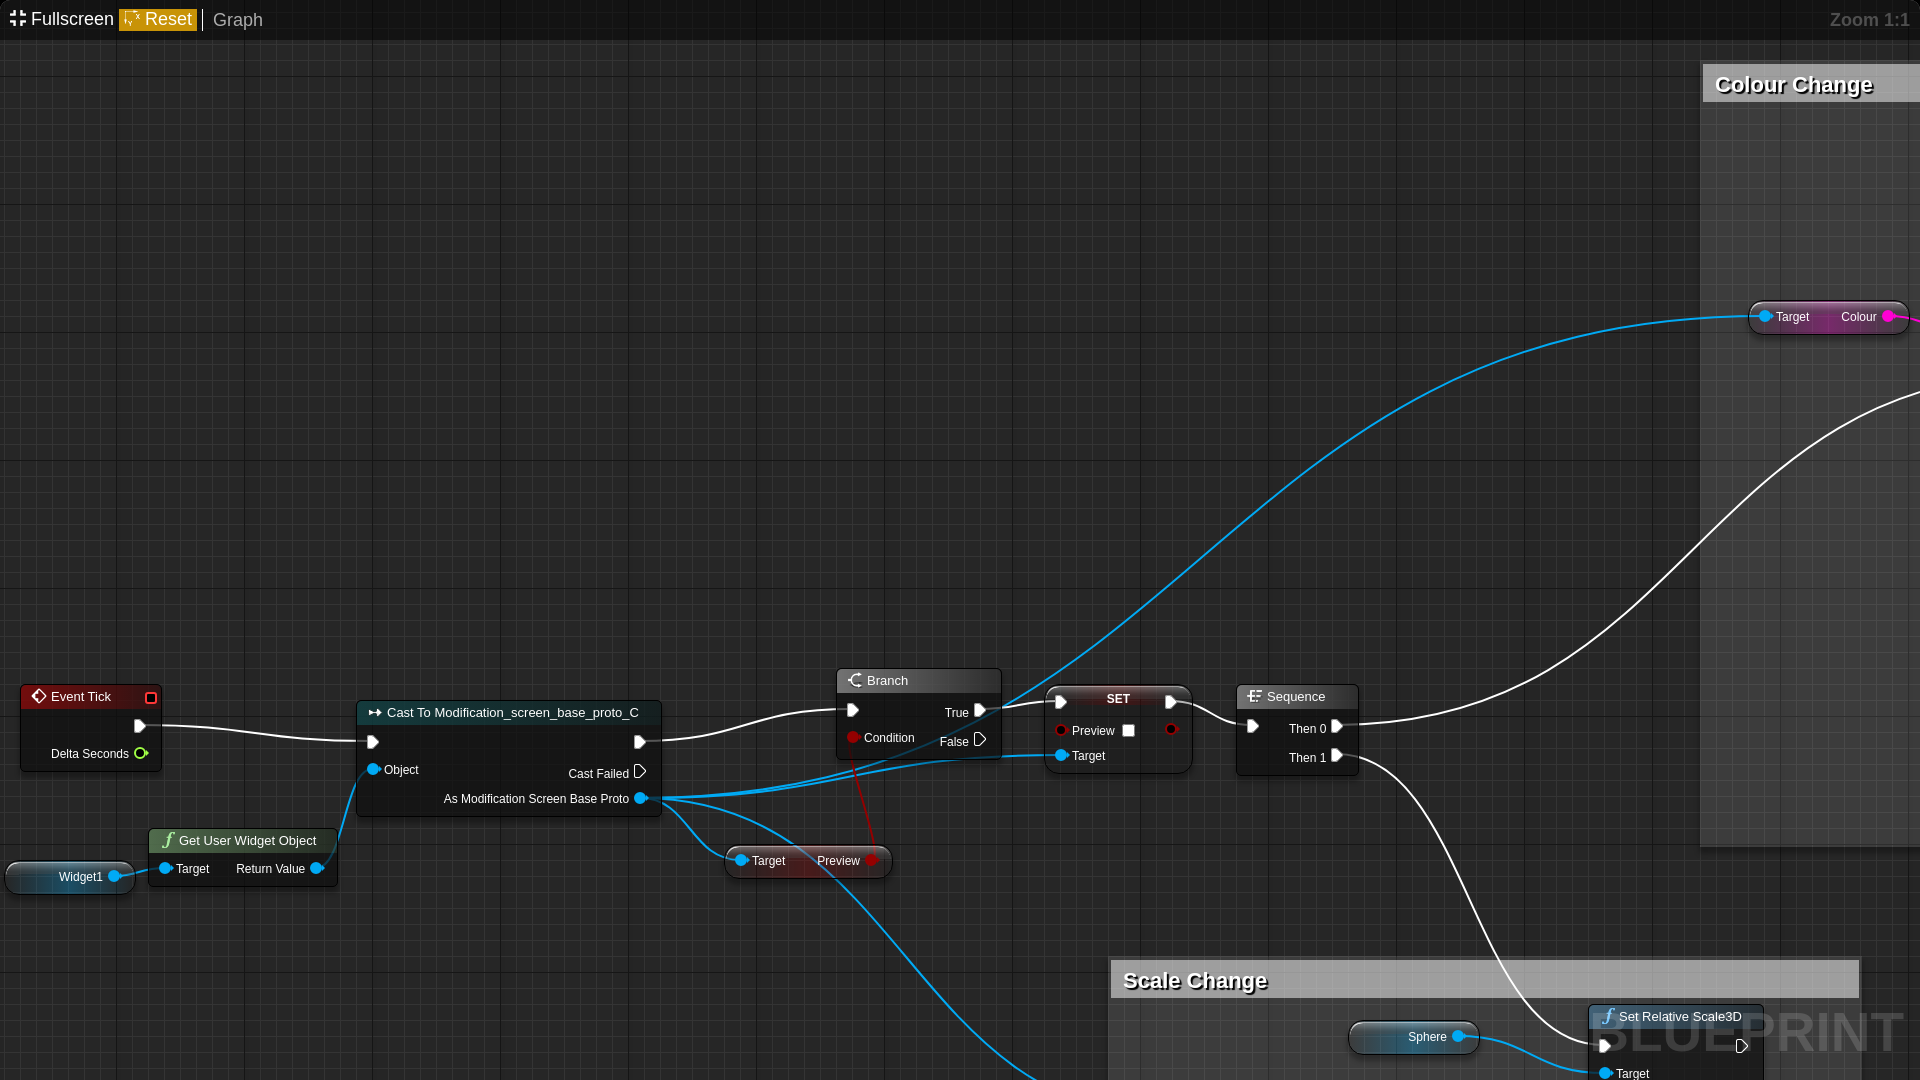 Fullscreen Reset Graph Zoom 1:1
Colour Change
Target Colour
Event Tick
Delta Seconds
Widget1
Get User Widget Object
Target Return Value
Cast To Modification_screen_base_proto_C
Object
Cast Failed
As Modification Screen Base Proto
Target Preview
Branch
True
Condition
False
SET
Preview
Target
Sequence
Then 0
Then 1
Scale Change
Sphere
Set Relative Scale3D
Target
BLUEPRINT